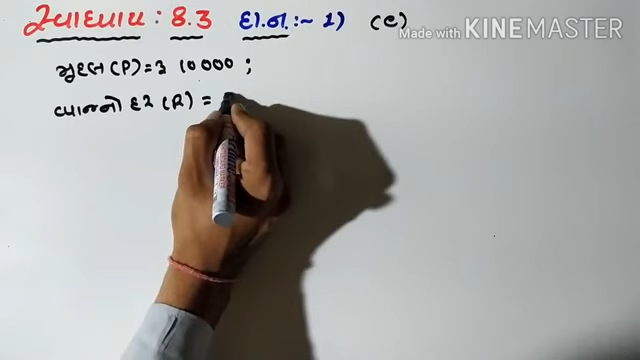 સ્વાધ્યાય : 8.3 દા.નં. :~ 1) (c)
Made with KINEMASTER
મુદ્દલ (P) = રૂ 10000 ;
વ્યાજનો દર (R) =